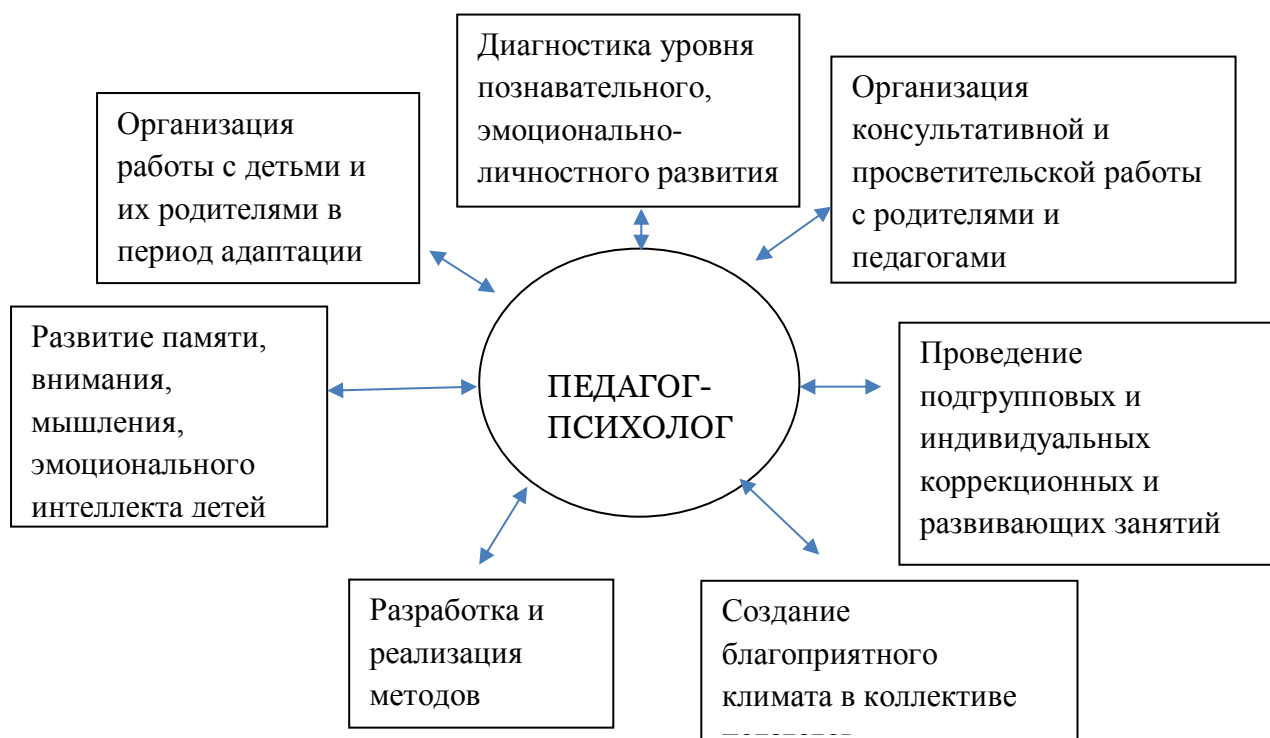 Диагностика уровня
познавательного,
эмоционально-
личностного развития
Организация
работы с детьми и
их родителями в
период адаптации
Организация
консультативной и
просветительской работы
с родителями и
педагогами
Развитие памяти,
внимания,
мышления,
эмоционального
интеллекта детей
ПЕДАГОГ-
ПСИХОЛОГ
Проведение
подгрупповых и
индивидуальных
коррекционных и
развивающих занятий
Разработка и
реализация
методов
Создание
благоприятного
климата в коллективе